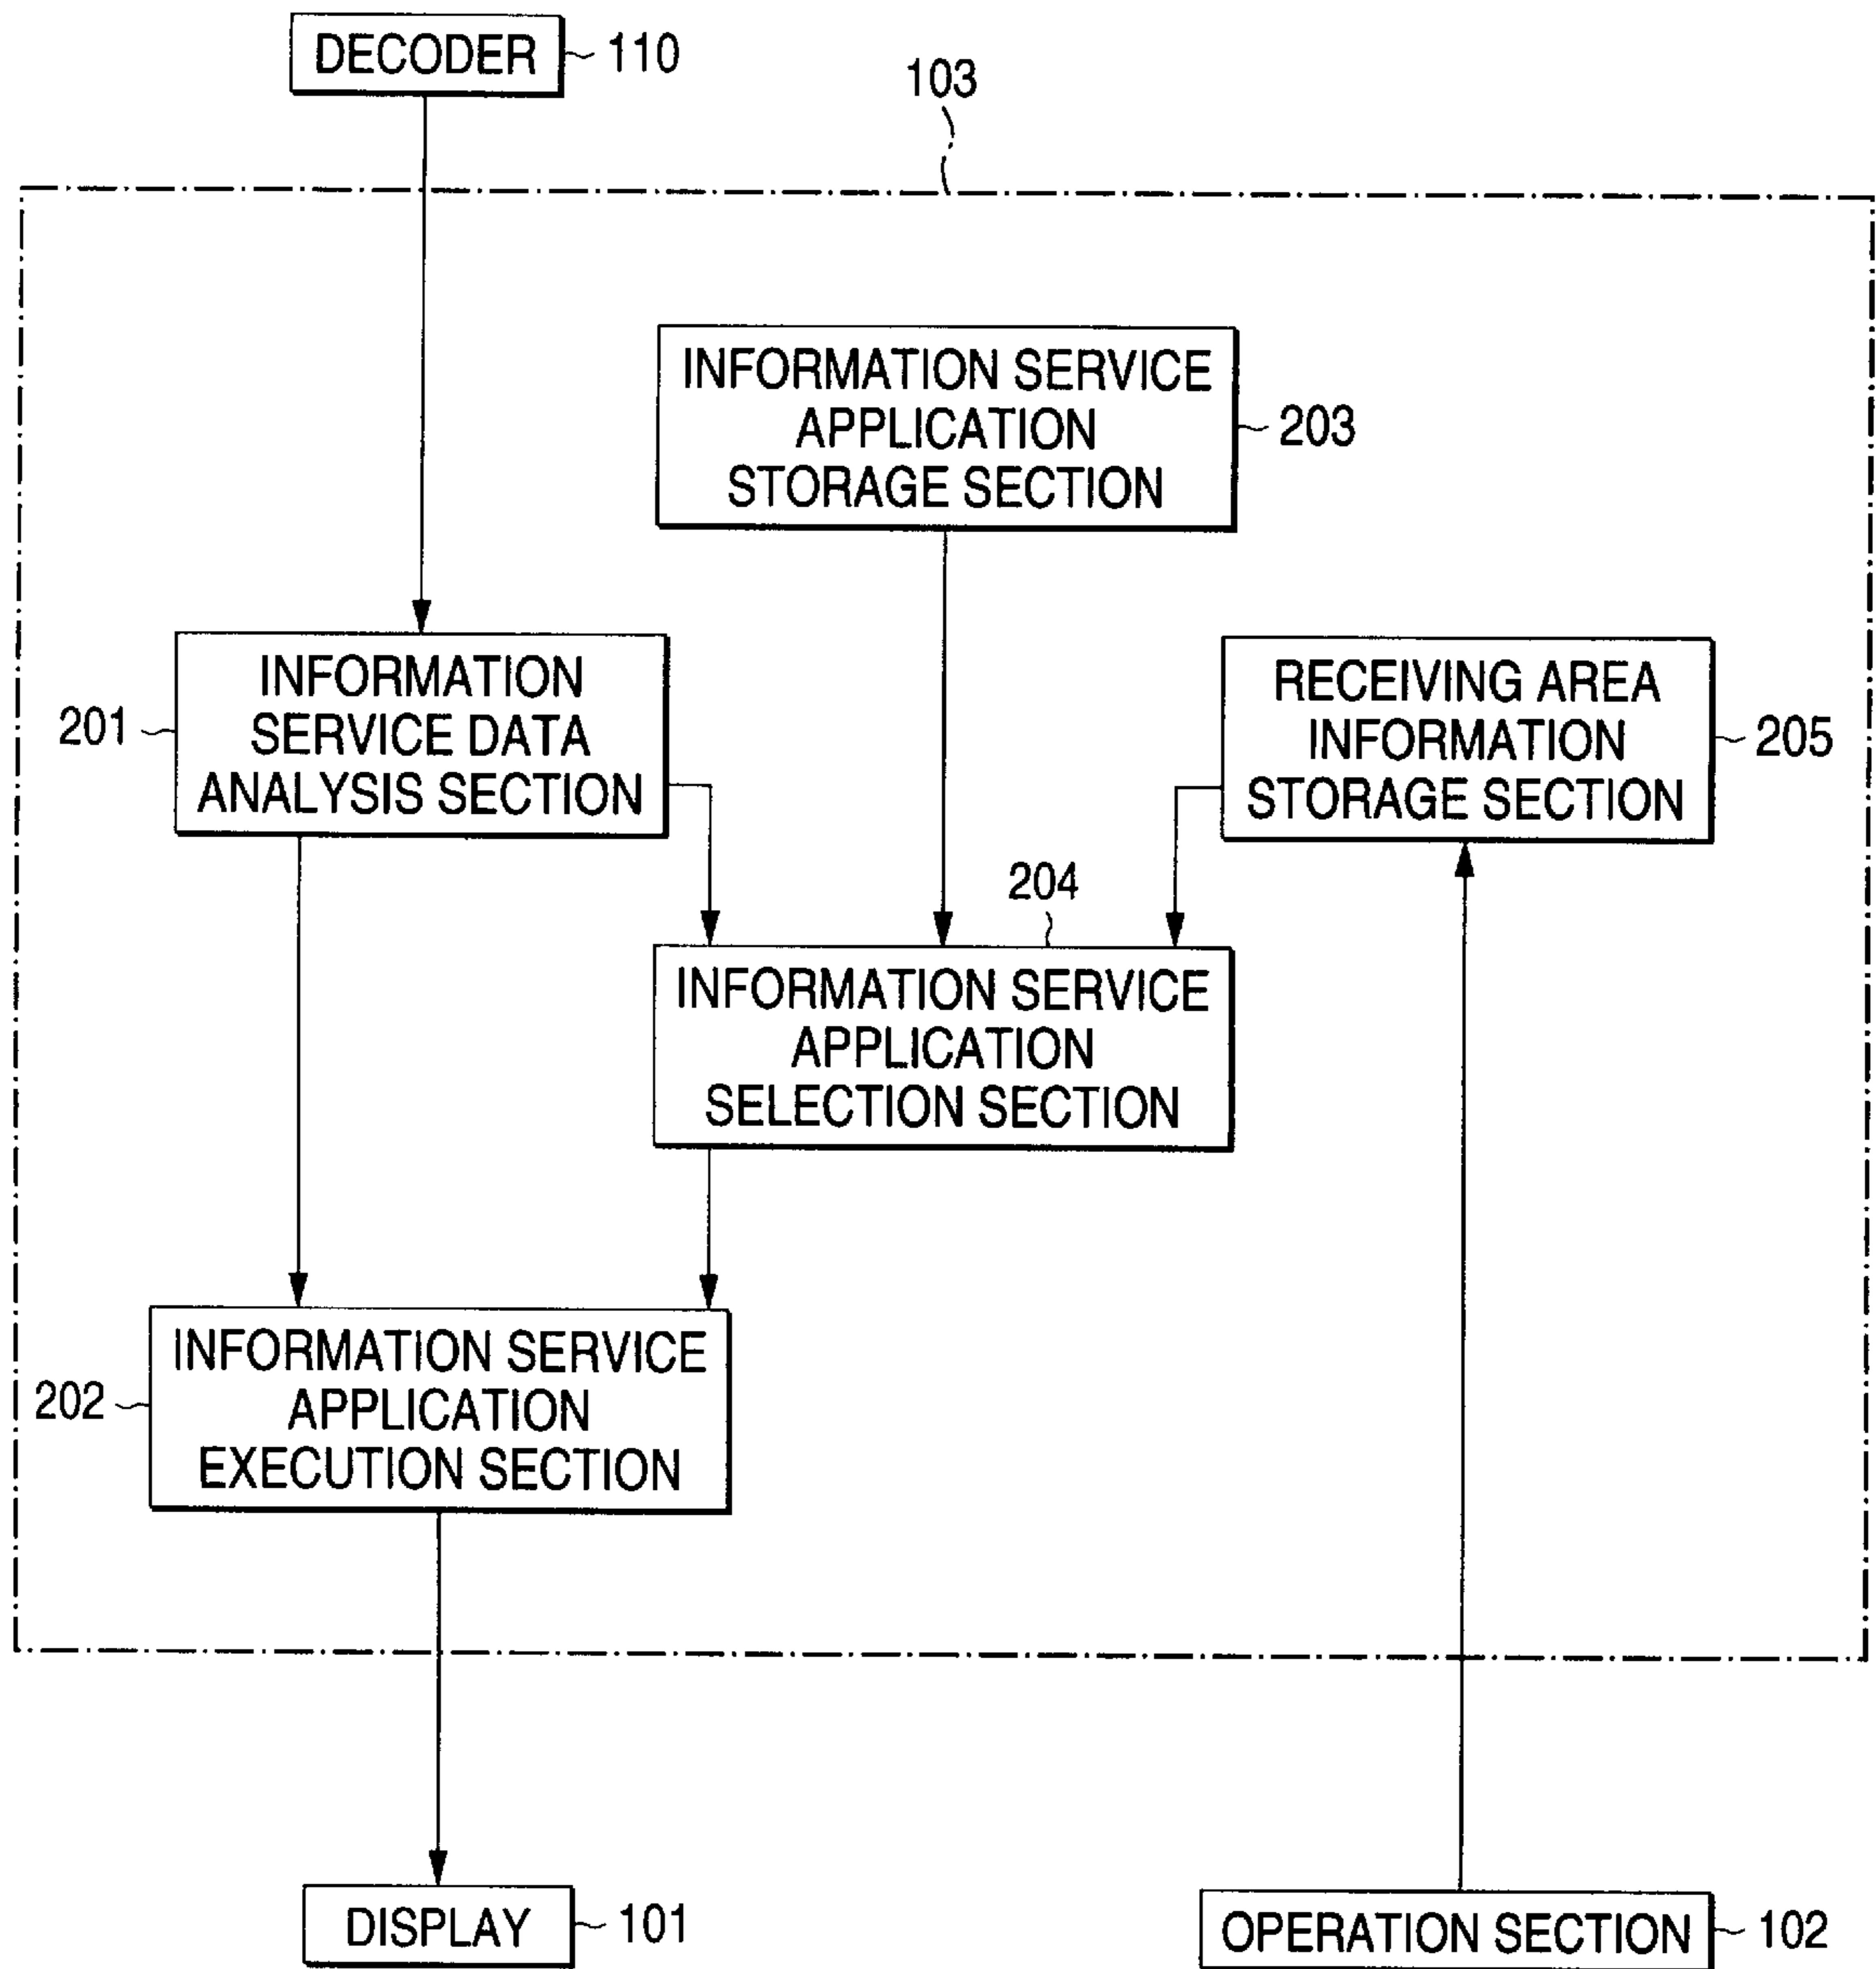 DECODER
110
103
INFORMATION SERVICE
APPLICATION
STORAGE SECTION
203
INFORMATION
SERVICE DATA
ANALYSIS SECTION
201
RECEIVING AREA
INFORMATION
STORAGE SECTION
205
204
INFORMATION SERVICE
APPLICATION
SELECTION SECTION
INFORMATION SERVICE
APPLICATION
EXECUTION SECTION
202
DISPLAY
101
OPERATION SECTION
102